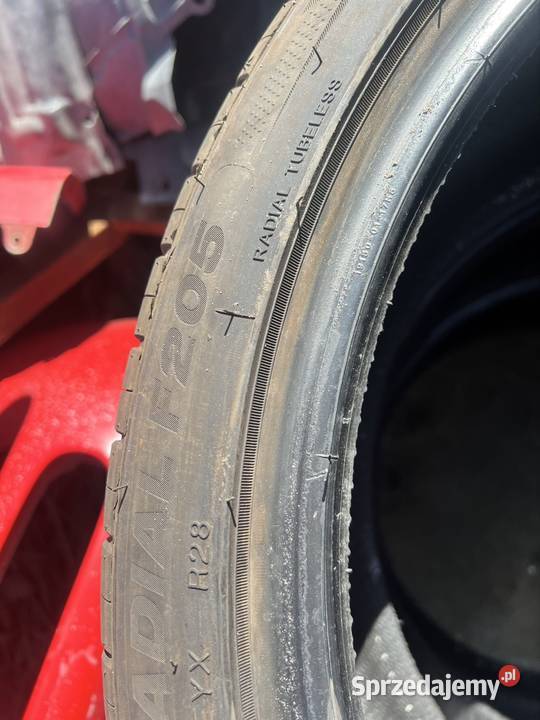 RADIAL TUBELESS
ADIAL F205
YX R28
Sprzedajemy.pl